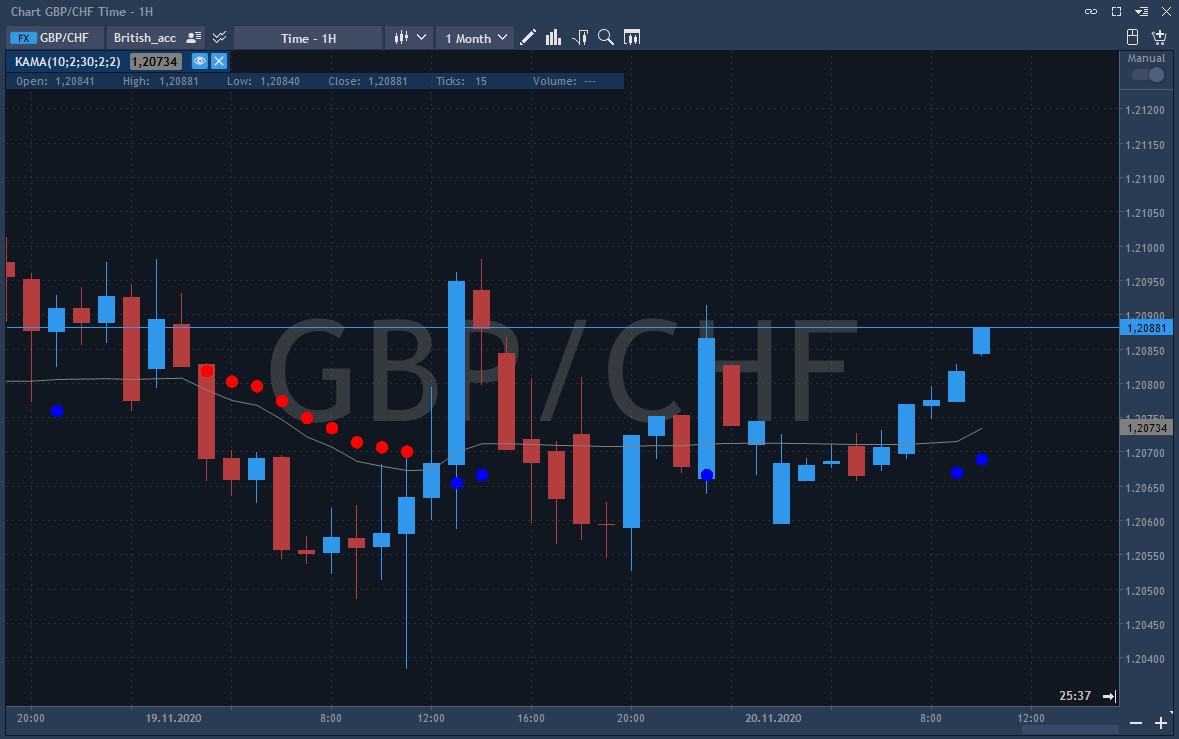 Chart GBP/CHF Time - 1H
FX GBP/CHF British_acc Time - 1H 1 Month
KAMA(10;2;30;2;2) 1,20734
Manual
Open: 1,20841 High: 1,20881 Low: 1,20840 Close: 1,20881 Ticks: 15 Volume: ---
1.21200
1.21150
1.21100
1.21050
1.21000
1.20950
1.20900
1,20881
GBP/CHF
1.20850
1.20800
1.20750
1,20734
1.20700
1.20650
1.20600
1.20550
1.20500
1.20450
1.20400
25:37
20:00 19.11.2020 8:00 12:00 16:00 20:00 20.11.2020 8:00 12:00